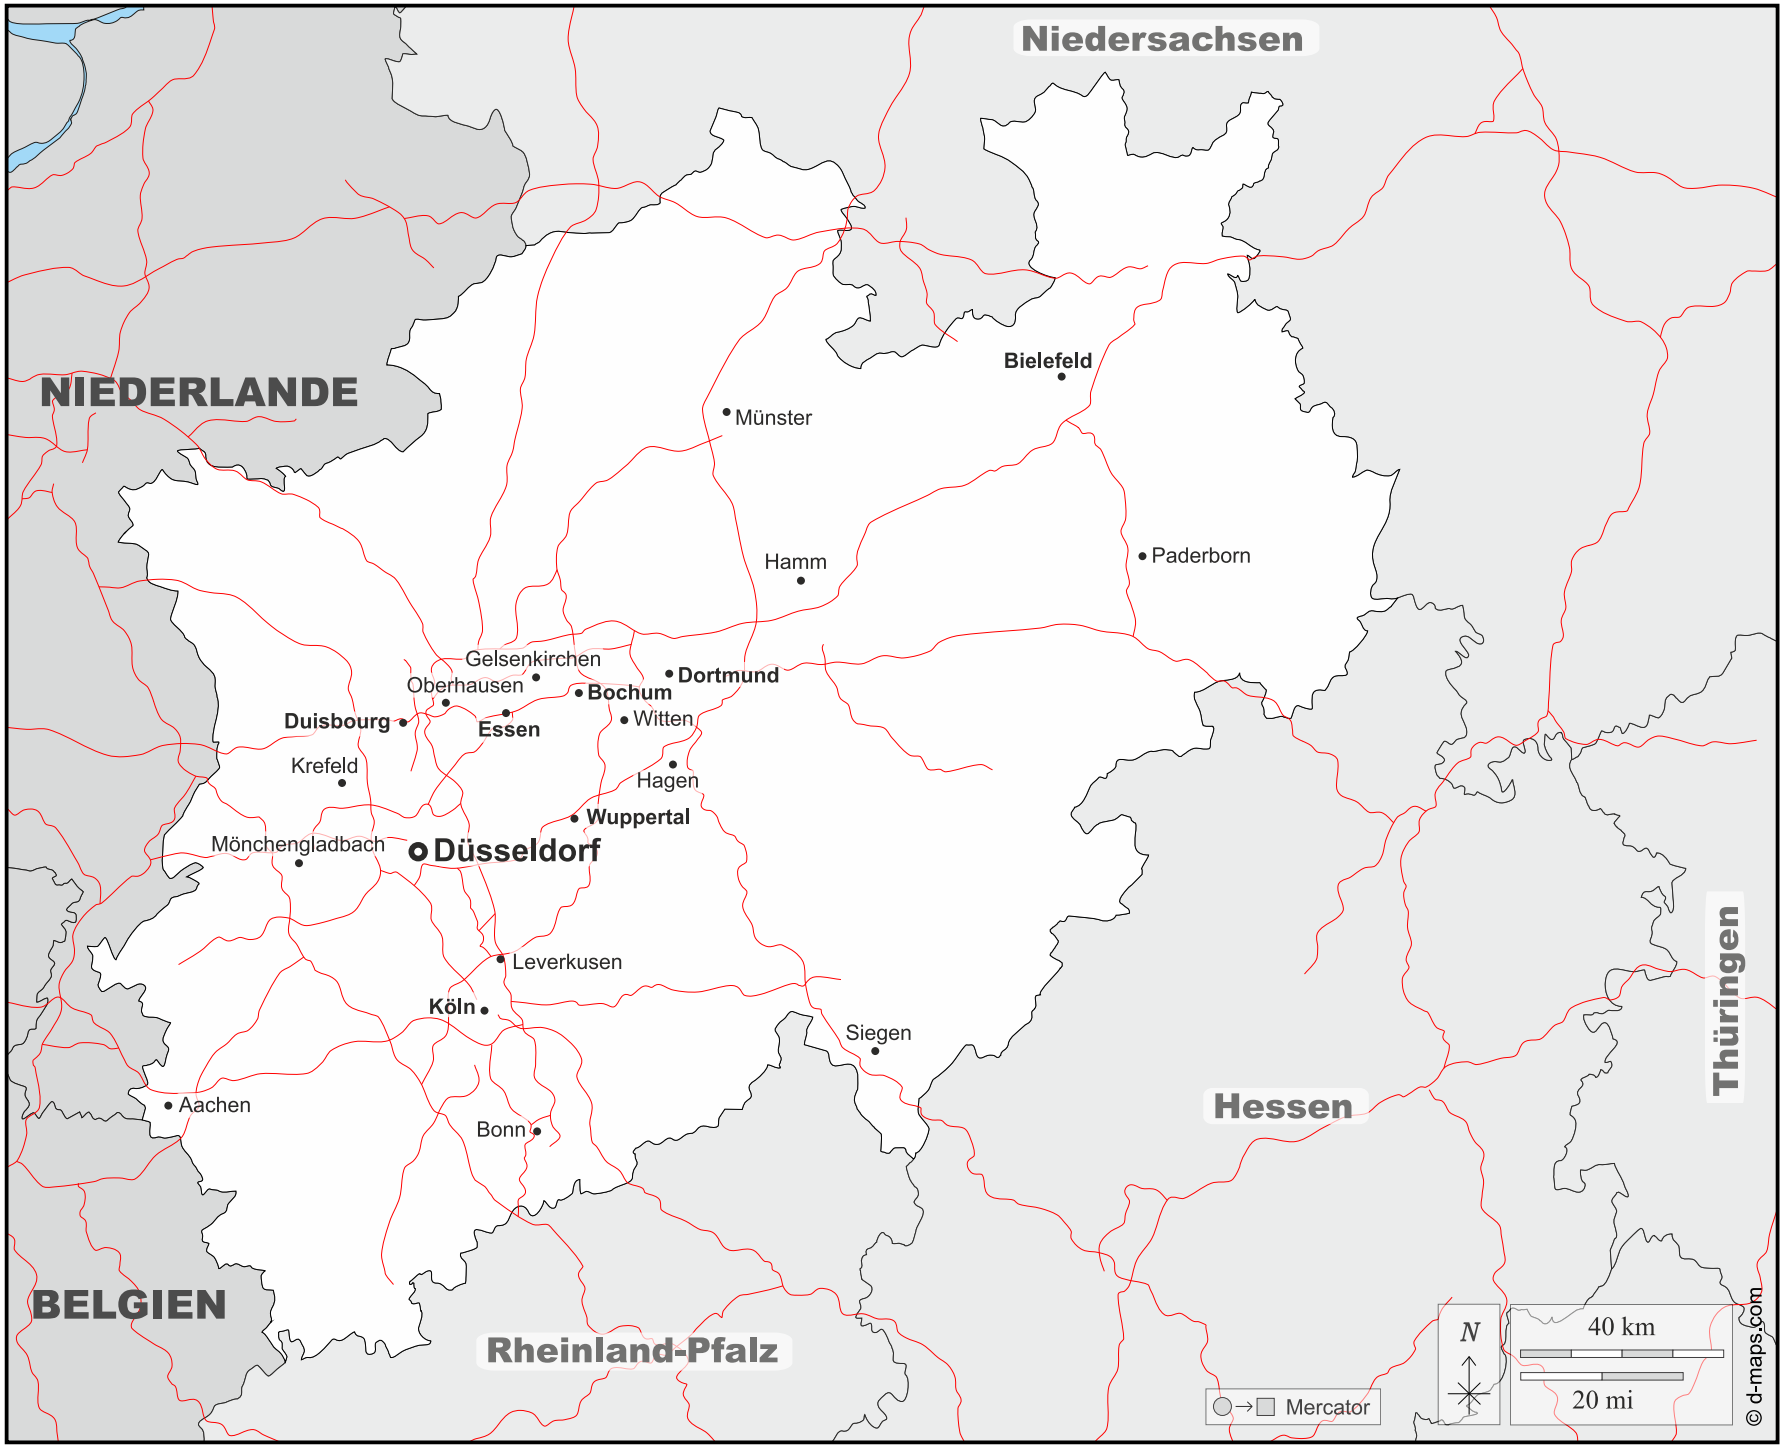 Niedersachsen
NIEDERLANDE
Bielefeld
Münster
Hamm
Paderborn
Gelsenkirchen
Oberhausen
Dortmund
Bochum
Duisbourg
Essen
Witten
Krefeld
Hagen
Wuppertal
Mönchengladbach
Düsseldorf
Leverkusen
Köln
Siegen
Thüringen
Aachen
Hessen
Bonn
BELGIEN
Rheinland-Pfalz
N
40 km
20 mi
Mercator
© d-maps.com